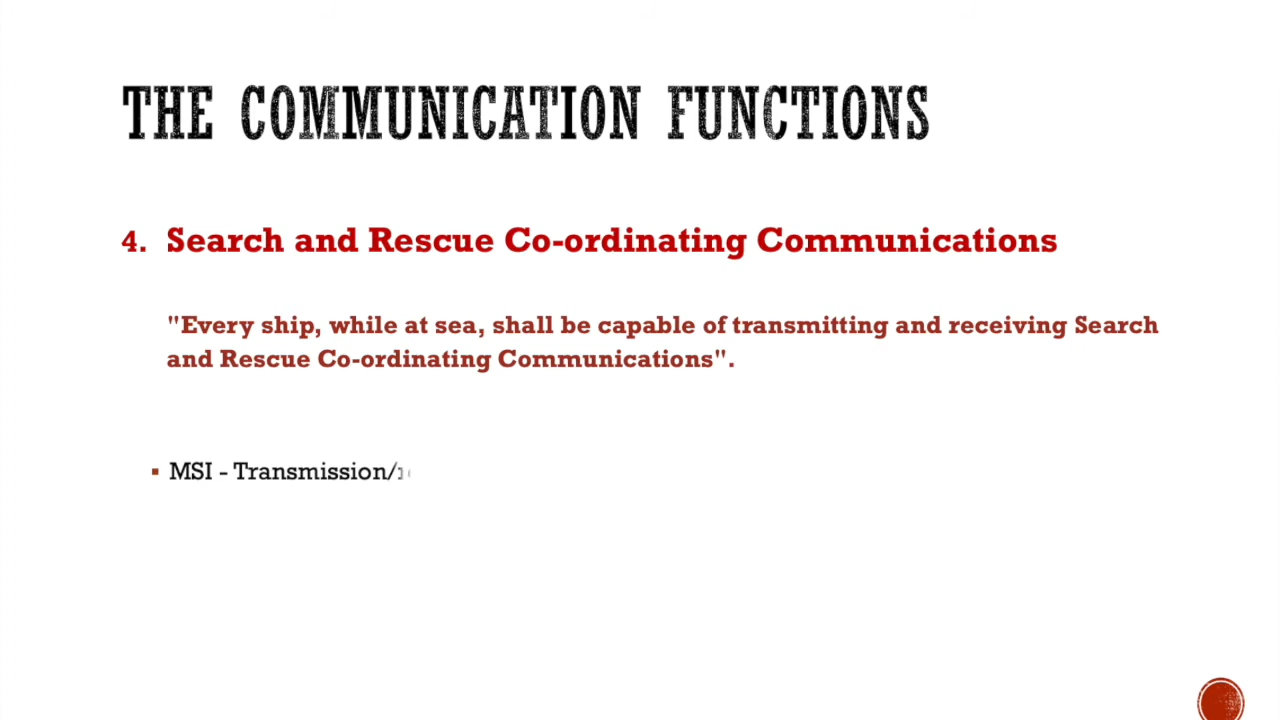 THE COMMUNICATION FUNCTIONS
4. Search and Rescue Co-ordinating Communications
"Every ship, while at sea, shall be capable of transmitting and receiving Search
and Rescue Co-ordinating Communications".
▪ MSI - Transmission/